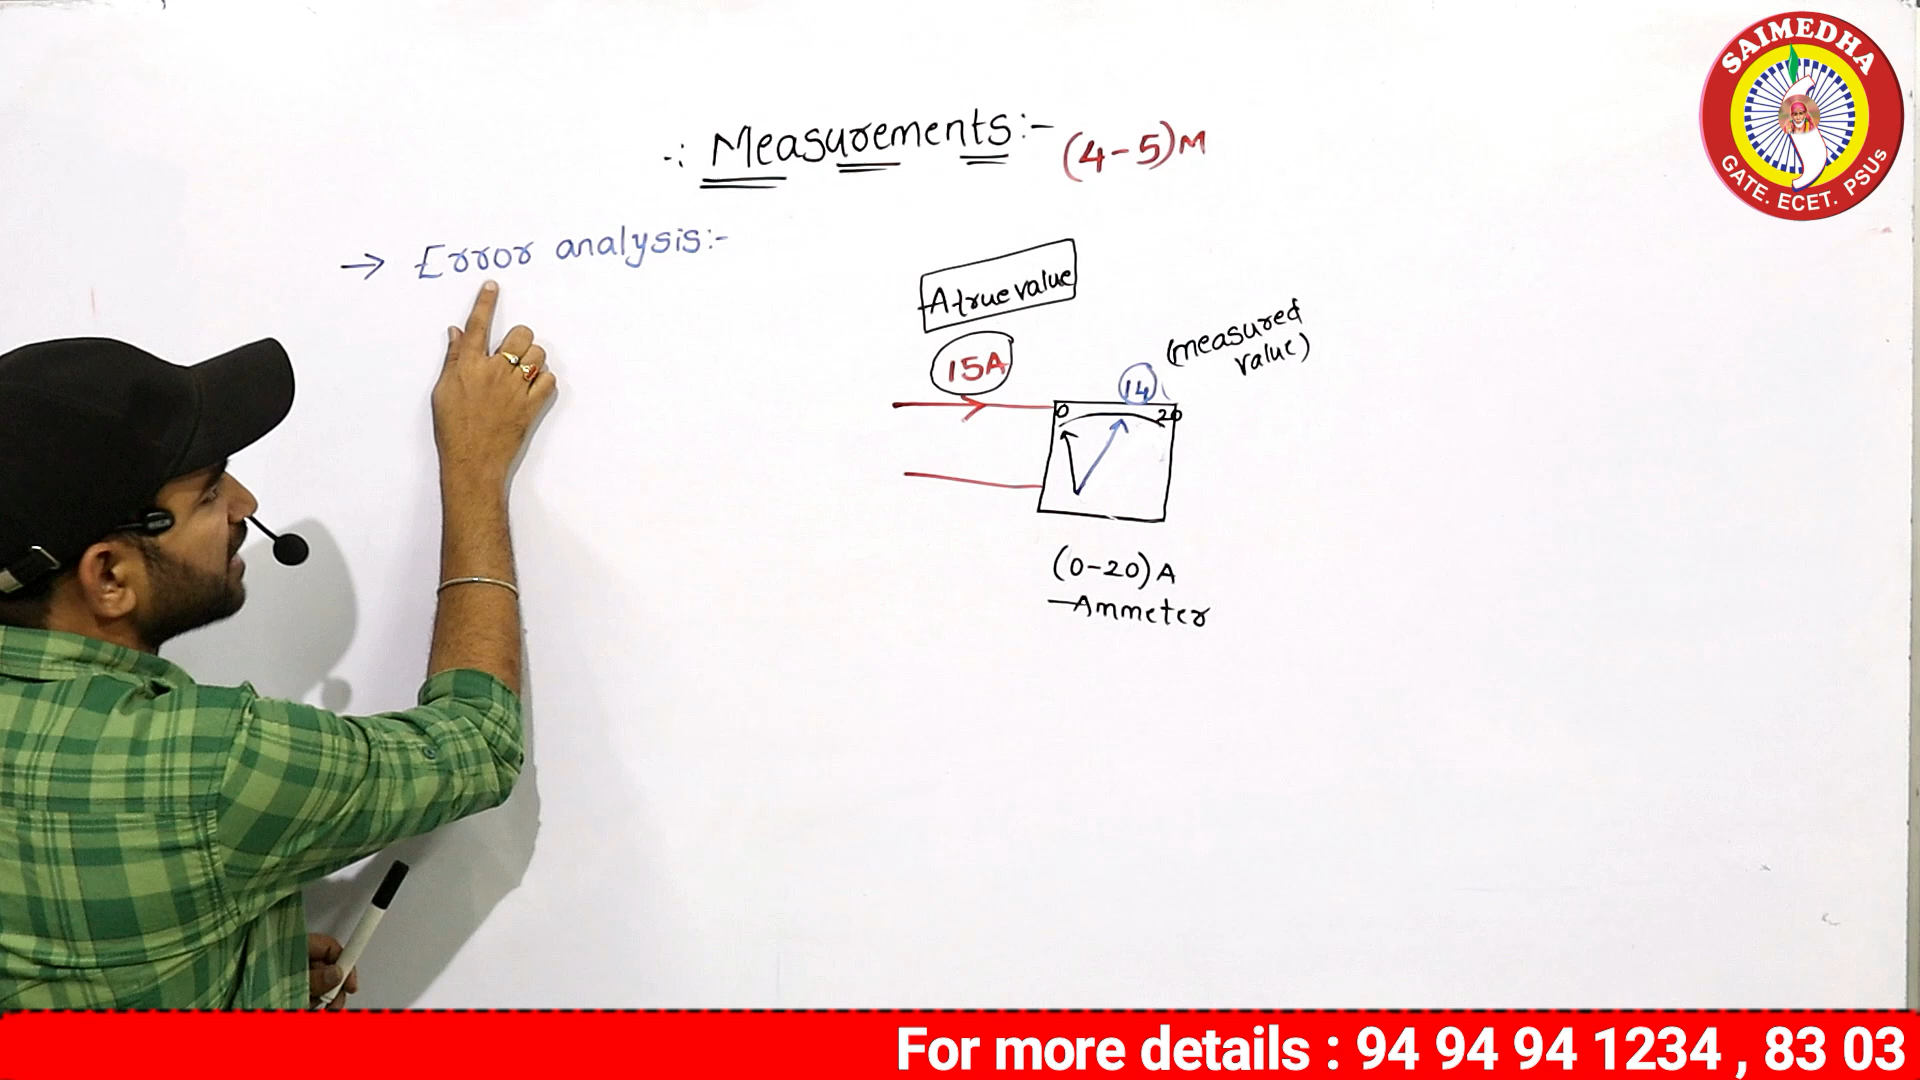 ∴ Measurements:- (4-5)M
→ Error analysis:-
A true value
15A
(measured
value)
14
0 20
(0-20) A
Ammeter
SAIMEDHA
GATE. ECET. PSUs
For more details : 94 94 94 1234 , 83 03